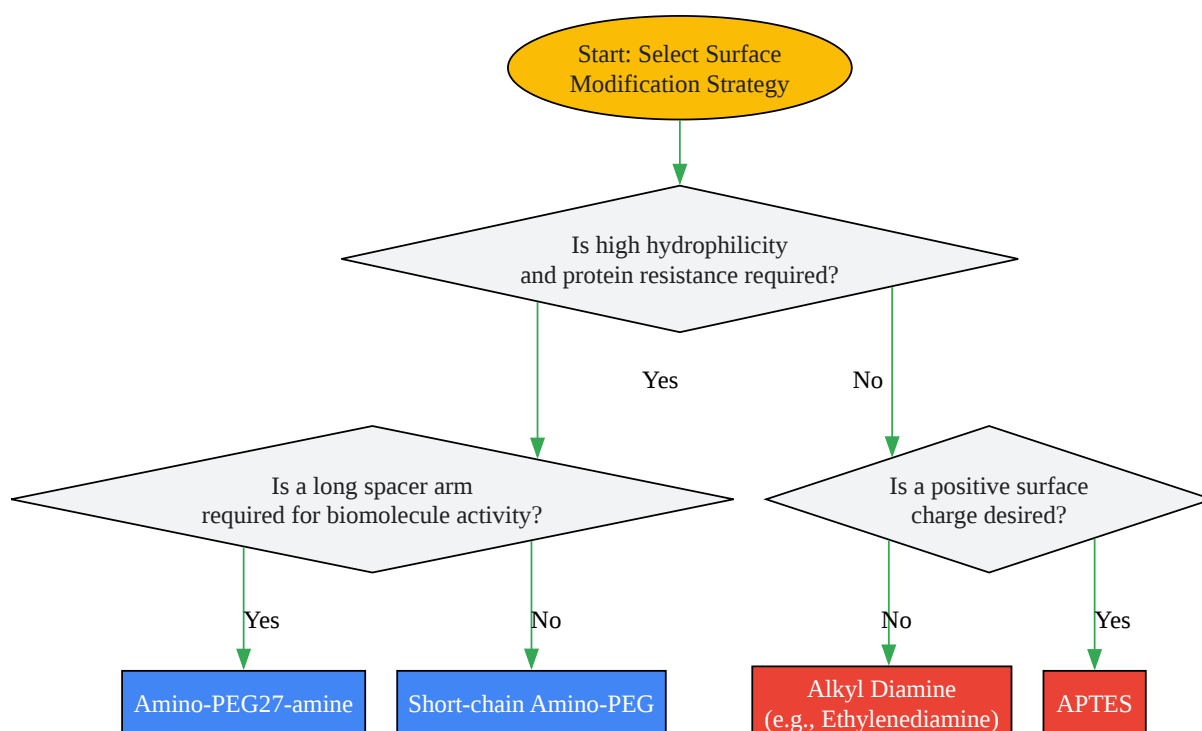 Start: Select Surface
Modification Strategy
Is high hydrophilicity
and protein resistance required?
Yes
No
Is a long spacer arm
required for biomolecule activity?
Is a positive surface
charge desired?
Yes
No
No
Yes
Amino-PEG27-amine
Short-chain Amino-PEG
Alkyl Diamine
(e.g., Ethylenediamine)
APTES